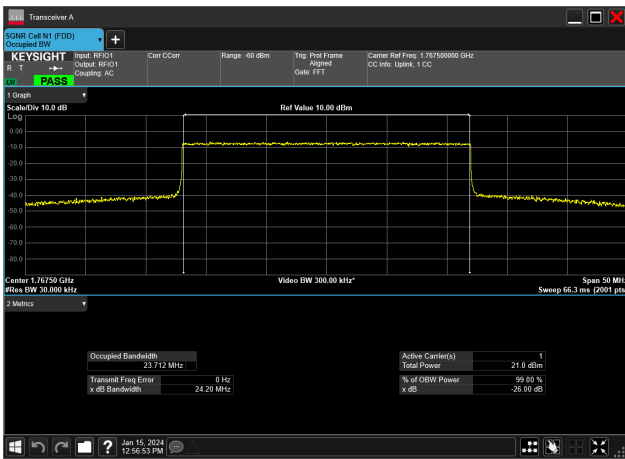 Transceiver A
5GNR Cell N1 (FDD)
Occupied BW
+
KEYSIGHT
R T
LXI
PASS
Input: RFIO1
Output: RFIO1
Coupling: AC
Corr CCorr
Range: -60 dBm
Trig: Prot Frame
Aligned
Gate: FFT
Carrier Ref Freq: 1.767500000 GHz
CC Info: Uplink, 1 CC
1 Graph
Scale/Div 10.0 dB
Ref Value 10.00 dBm
Log
0.00
-10.0
-20.0
-30.0
-40.0
-50.0
-60.0
-70.0
-80.0
Center 1.76750 GHz
Video BW 300.00 kHz*
Span 50 MHz
#Res BW 30.000 kHz
Sweep 66.3 ms (2001 pts
2 Metrics
Occupied Bandwidth
23.712 MHz
Transmit Freq Error 0 Hz
x dB Bandwidth 24.20 MHz
Active Carrier(s) 1
Total Power 21.0 dBm
% of OBW Power 99.00 %
x dB -26.00 dB
?
Jan 15, 2024
12:56:53 PM